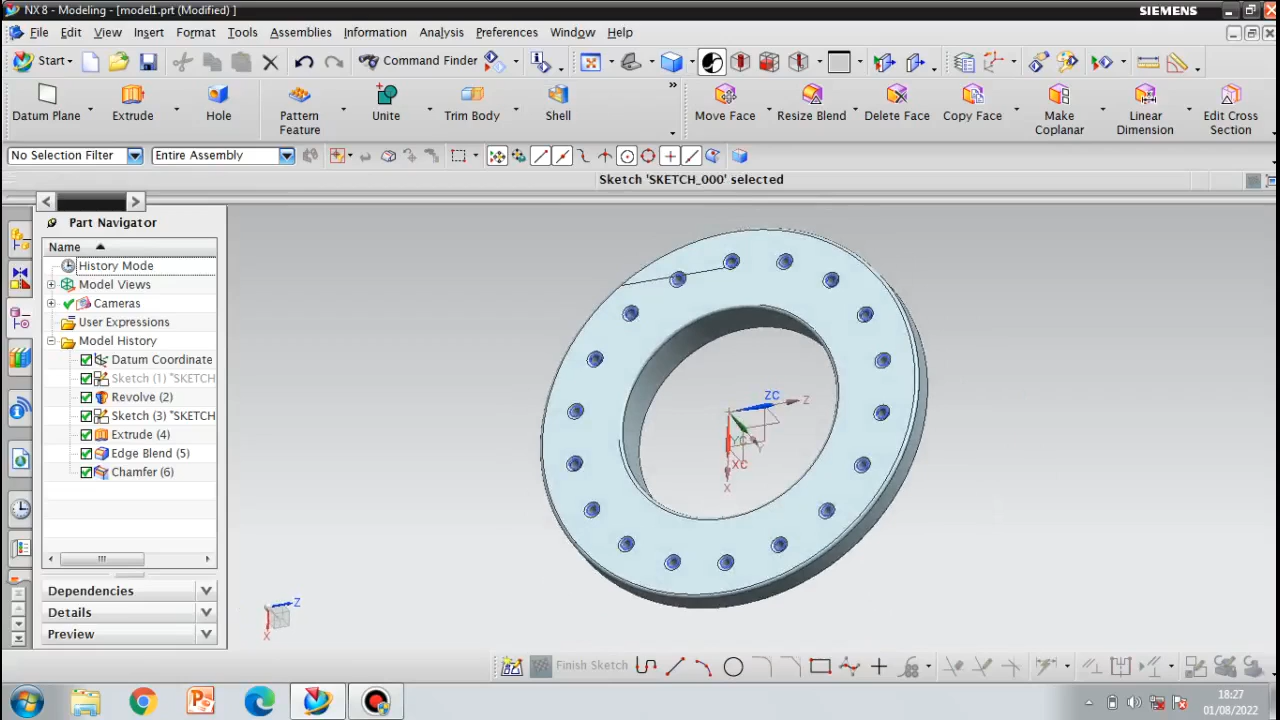 NX 8 - Modeling - [model1.prt (Modified) ]
SIEMENS
File Edit View Insert Format Tools Assemblies Information Analysis Preferences Window Help
Start
Command Finder
Datum Plane
Extrude
Hole
Pattern Feature
Unite
Trim Body
Shell
Move Face
Resize Blend
Delete Face
Copy Face
Make Coplanar
Linear Dimension
Edit Cross Section
No Selection Filter
Entire Assembly
Sketch 'SKETCH_000' selected
Part Navigator
Name
History Mode
Model Views
Cameras
User Expressions
Model History
Datum Coordinate
Sketch (1) "SKETCH
Revolve (2)
Sketch (3) "SKETCH
Extrude (4)
Edge Blend (5)
Chamfer (6)
Dependencies
Details
Preview
ZC
Z
YC
Y
XC
X
Z
X
Finish Sketch
18:27
01/08/2022